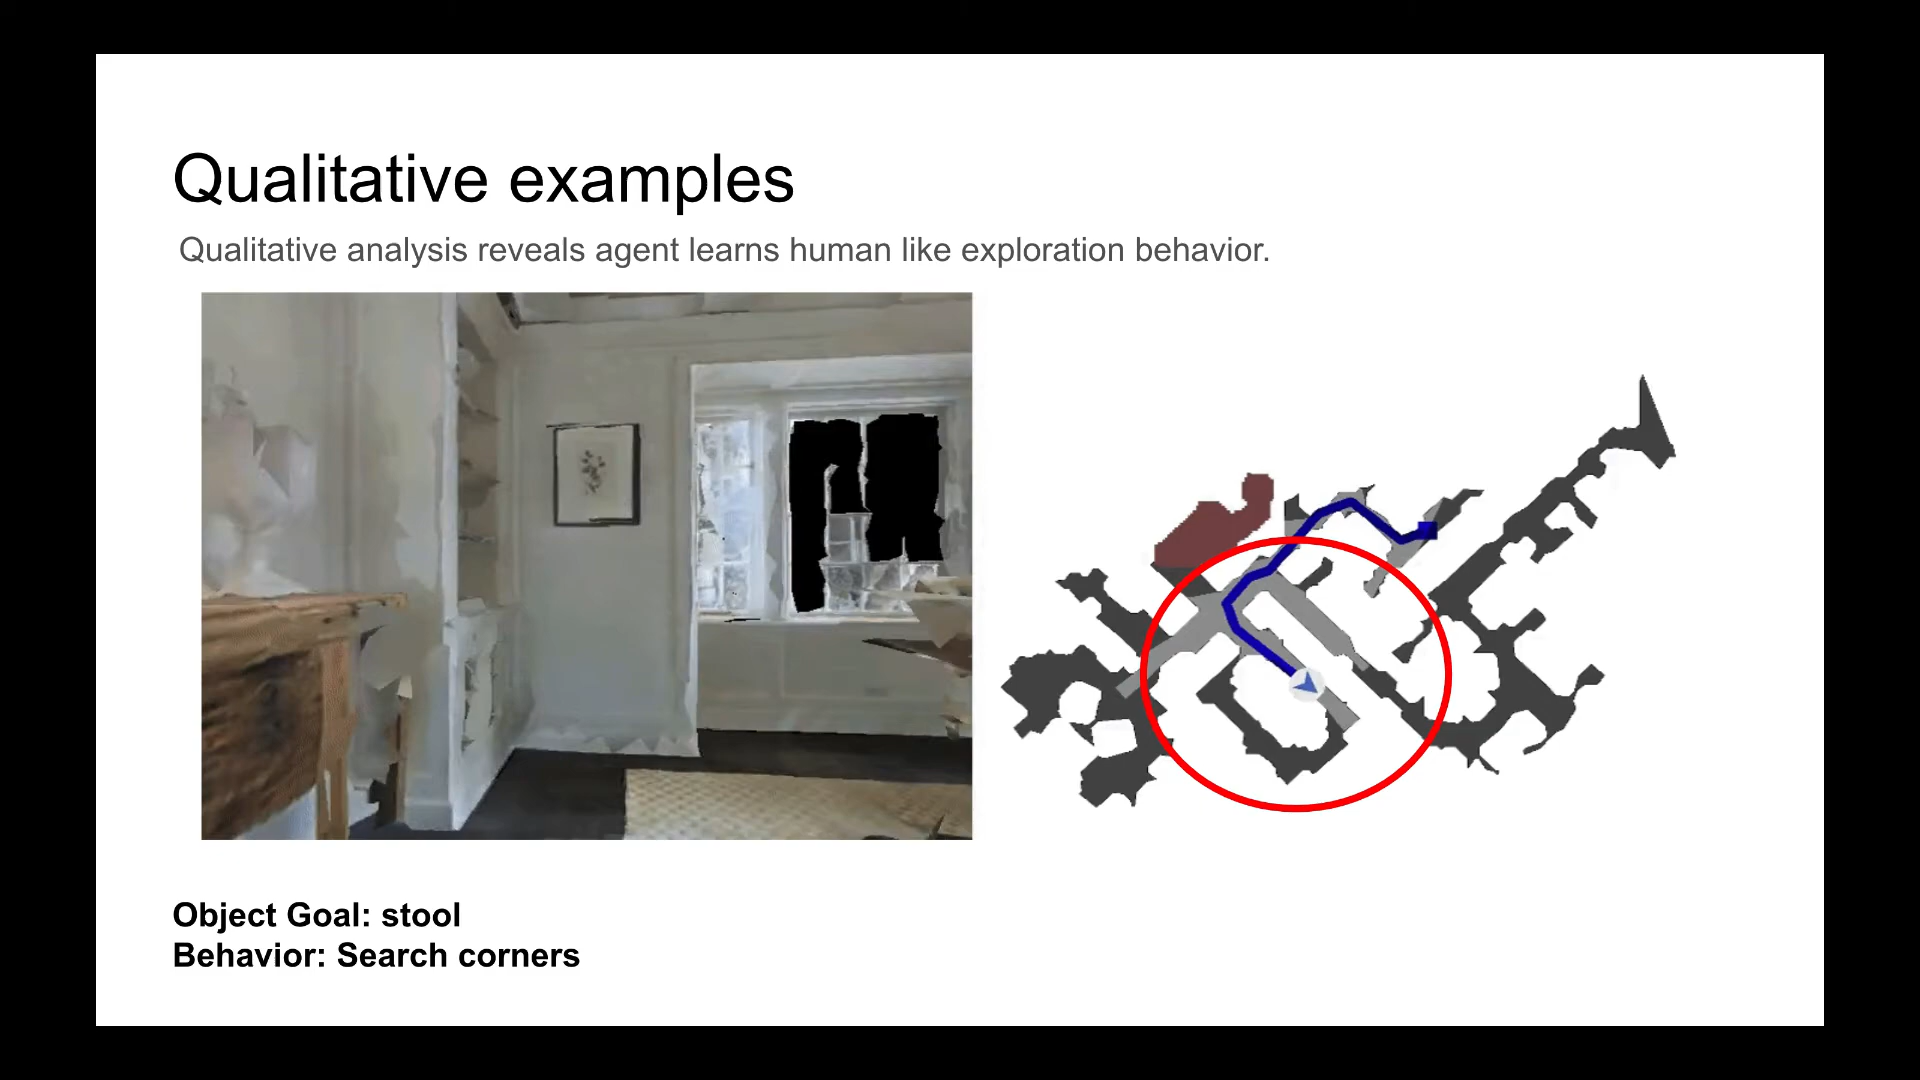 Qualitative examples
Qualitative analysis reveals agent learns human like exploration behavior.
Object Goal: stool
Behavior: Search corners